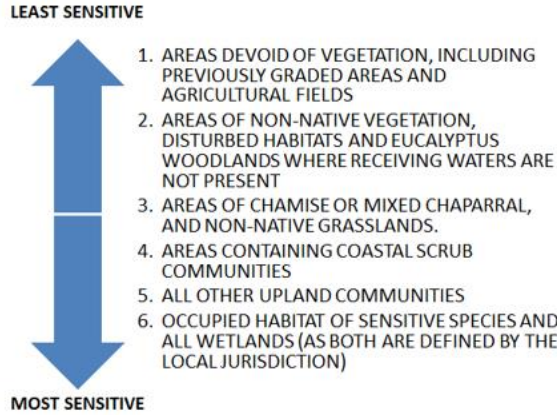 LEAST SENSITIVE
1. AREAS DEVOID OF VEGETATION, INCLUDING
PREVIOUSLY GRADED AREAS AND
AGRICULTURAL FIELDS
2. AREAS OF NON-NATIVE VEGETATION,
DISTURBED HABITATS AND EUCALYPTUS
WOODLANDS WHERE RECEIVING WATERS ARE
NOT PRESENT
3. AREAS OF CHAMISE OR MIXED CHAPARRAL,
AND NON-NATIVE GRASSLANDS.
4. AREAS CONTAINING COASTAL SCRUB
COMMUNITIES
5. ALL OTHER UPLAND COMMUNITIES
6. OCCUPIED HABITAT OF SENSITIVE SPECIES AND
ALL WETLANDS (AS BOTH ARE DEFINED BY THE
LOCAL JURISDICTION)
MOST SENSITIVE